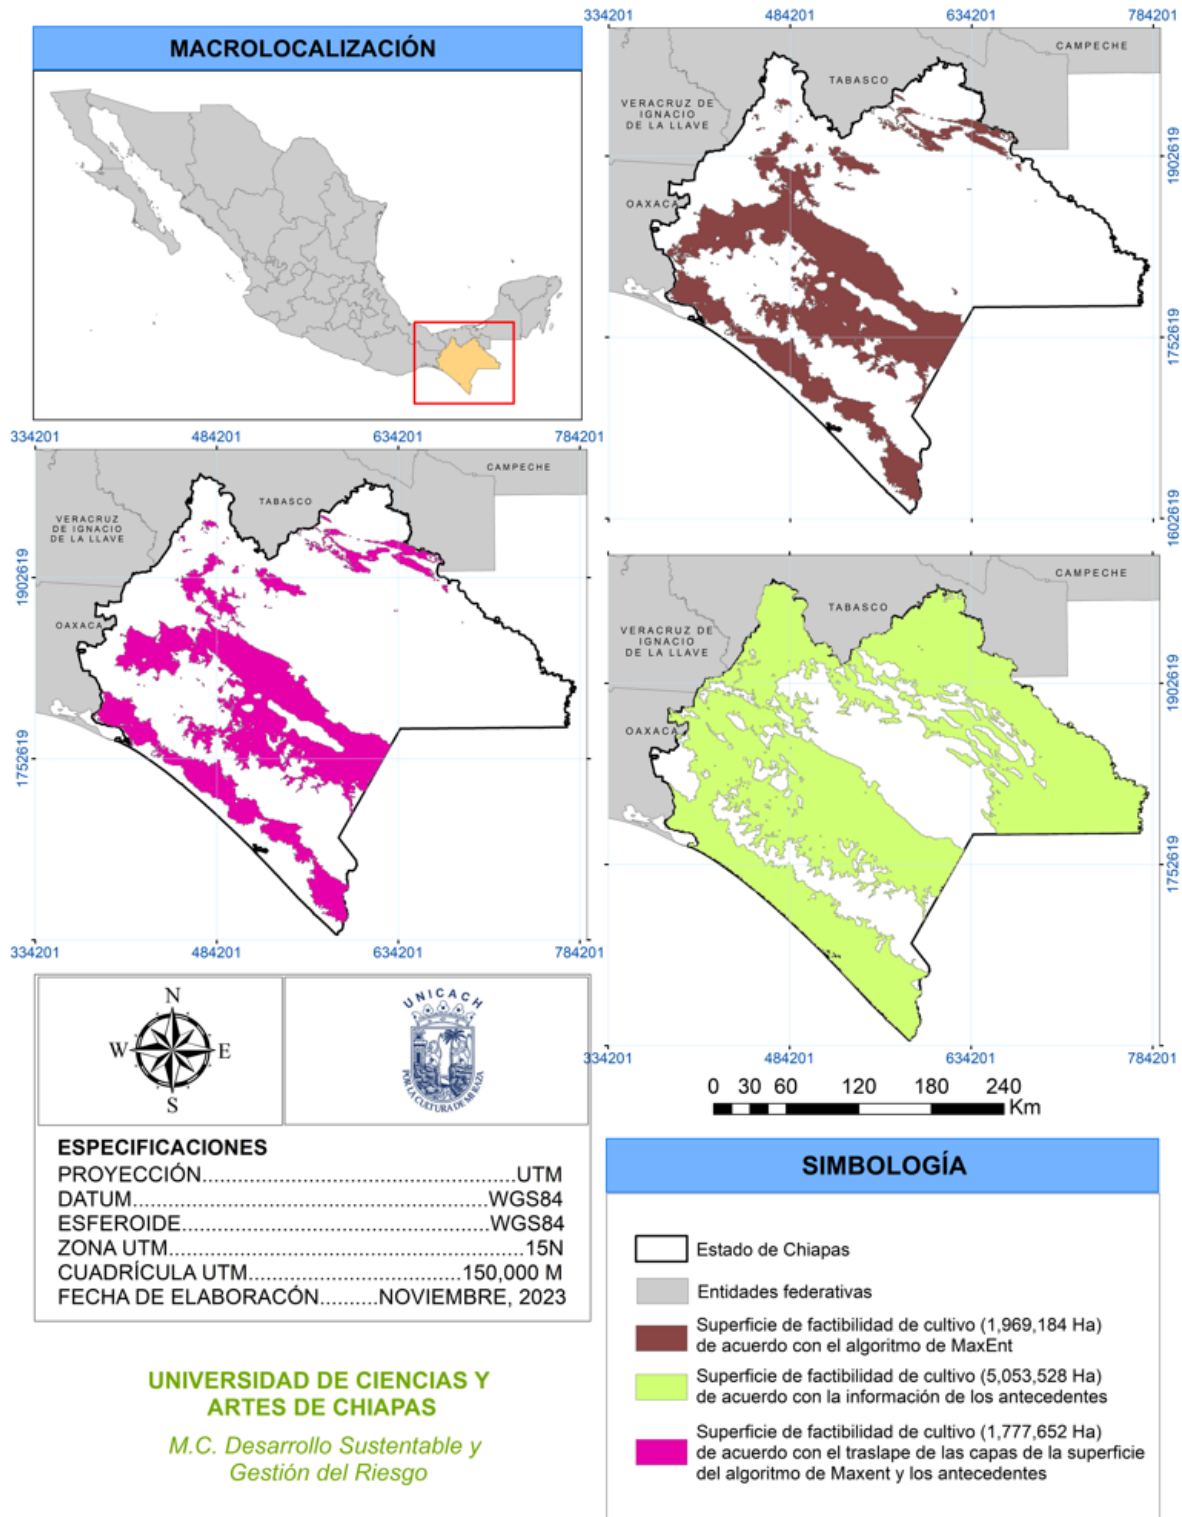 MACROLOCALIZACIÓN
334201
484201
634201
784201
CAMPECHE
TABASCO
VERACRUZ DE
IGNACIO
DE LA LLAVE
OAXACA
1902619
1752619
1602619
334201
484201
634201
784201
CAMPECHE
TABASCO
VERACRUZ
DE IGNACIO
DE LA LLAVE
OAXACA
1902619
1752619
334201
484201
634201
784201
CAMPECHE
TABASCO
VERACRUZ DE
IGNACIO
DE LA LLAVE
OAXACA
1902619
1752619
334201
484201
634201
784201
0 30 60 120 180 240
Km
N
W E
S
UNICACH
POR LA CULTURA DE MI RAZA
ESPECIFICACIONES
PROYECCIÓN................................................UTM
DATUM.......................................................WGS84
ESFEROIDE...............................................WGS84
ZONA UTM......................................................15N
CUADRÍCULA UTM.................................150,000 M
FECHA DE ELABORACÓN..........NOVIEMBRE, 2023
UNIVERSIDAD DE CIENCIAS Y
ARTES DE CHIAPAS
M.C. Desarrollo Sustentable y
Gestión del Riesgo
SIMBOLOGÍA
Estado de Chiapas
Entidades federativas
Superficie de factibilidad de cultivo (1,969,184 Ha)
de acuerdo con el algoritmo de MaxEnt
Superficie de factibilidad de cultivo (5,053,528 Ha)
de acuerdo con la información de los antecedentes
Superficie de factibilidad de cultivo (1,777,652 Ha)
de acuerdo con el traslape de las capas de la superficie
del algoritmo de Maxent y los antecedentes